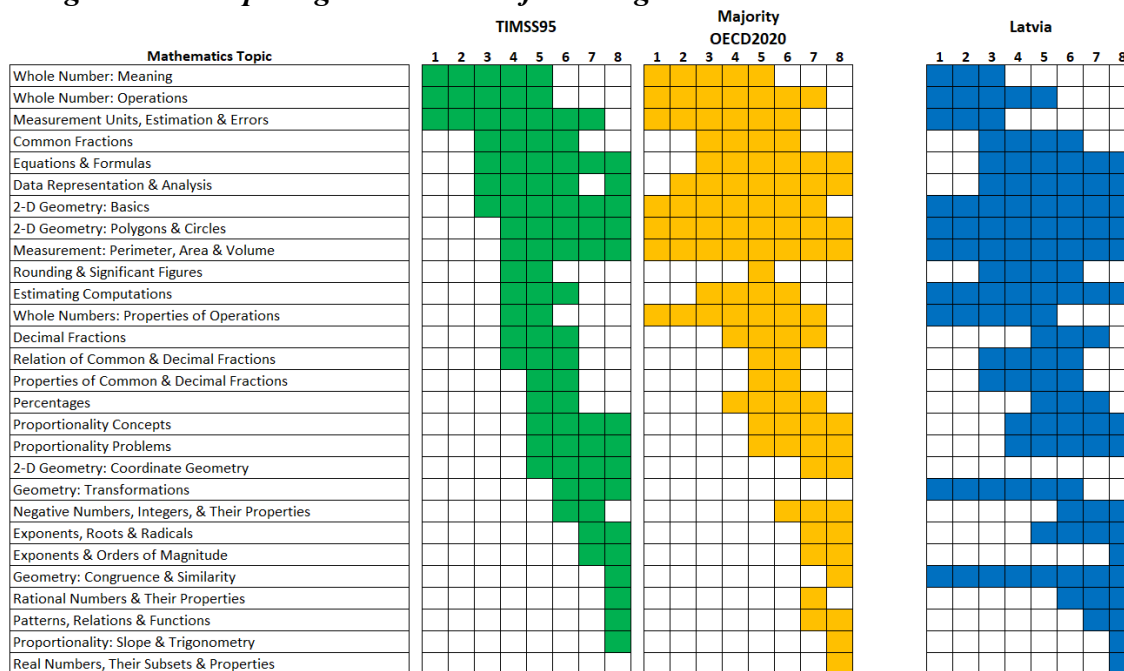 TIMSS95
Majority
OECD2020
Latvia
Mathematics Topic 1 2 3 4 5 6 7 8 1 2 3 4 5 6 7 8 1 2 3 4 5 6 7 8
Whole Number: Meaning
Whole Number: Operations
Measurement Units, Estimation & Errors
Common Fractions
Equations & Formulas
Data Representation & Analysis
2-D Geometry: Basics
2-D Geometry: Polygons & Circles
Measurement: Perimeter, Area & Volume
Rounding & Significant Figures
Estimating Computations
Whole Numbers: Properties of Operations
Decimal Fractions
Relation of Common & Decimal Fractions
Properties of Common & Decimal Fractions
Percentages
Proportionality Concepts
Proportionality Problems
2-D Geometry: Coordinate Geometry
Geometry: Transformations
Negative Numbers, Integers, & Their Properties
Exponents, Roots & Radicals
Exponents & Orders of Magnitude
Geometry: Congruence & Similarity
Rational Numbers & Their Properties
Patterns, Relations & Functions
Proportionality: Slope & Trigonometry
Real Numbers, Their Subsets & Properties